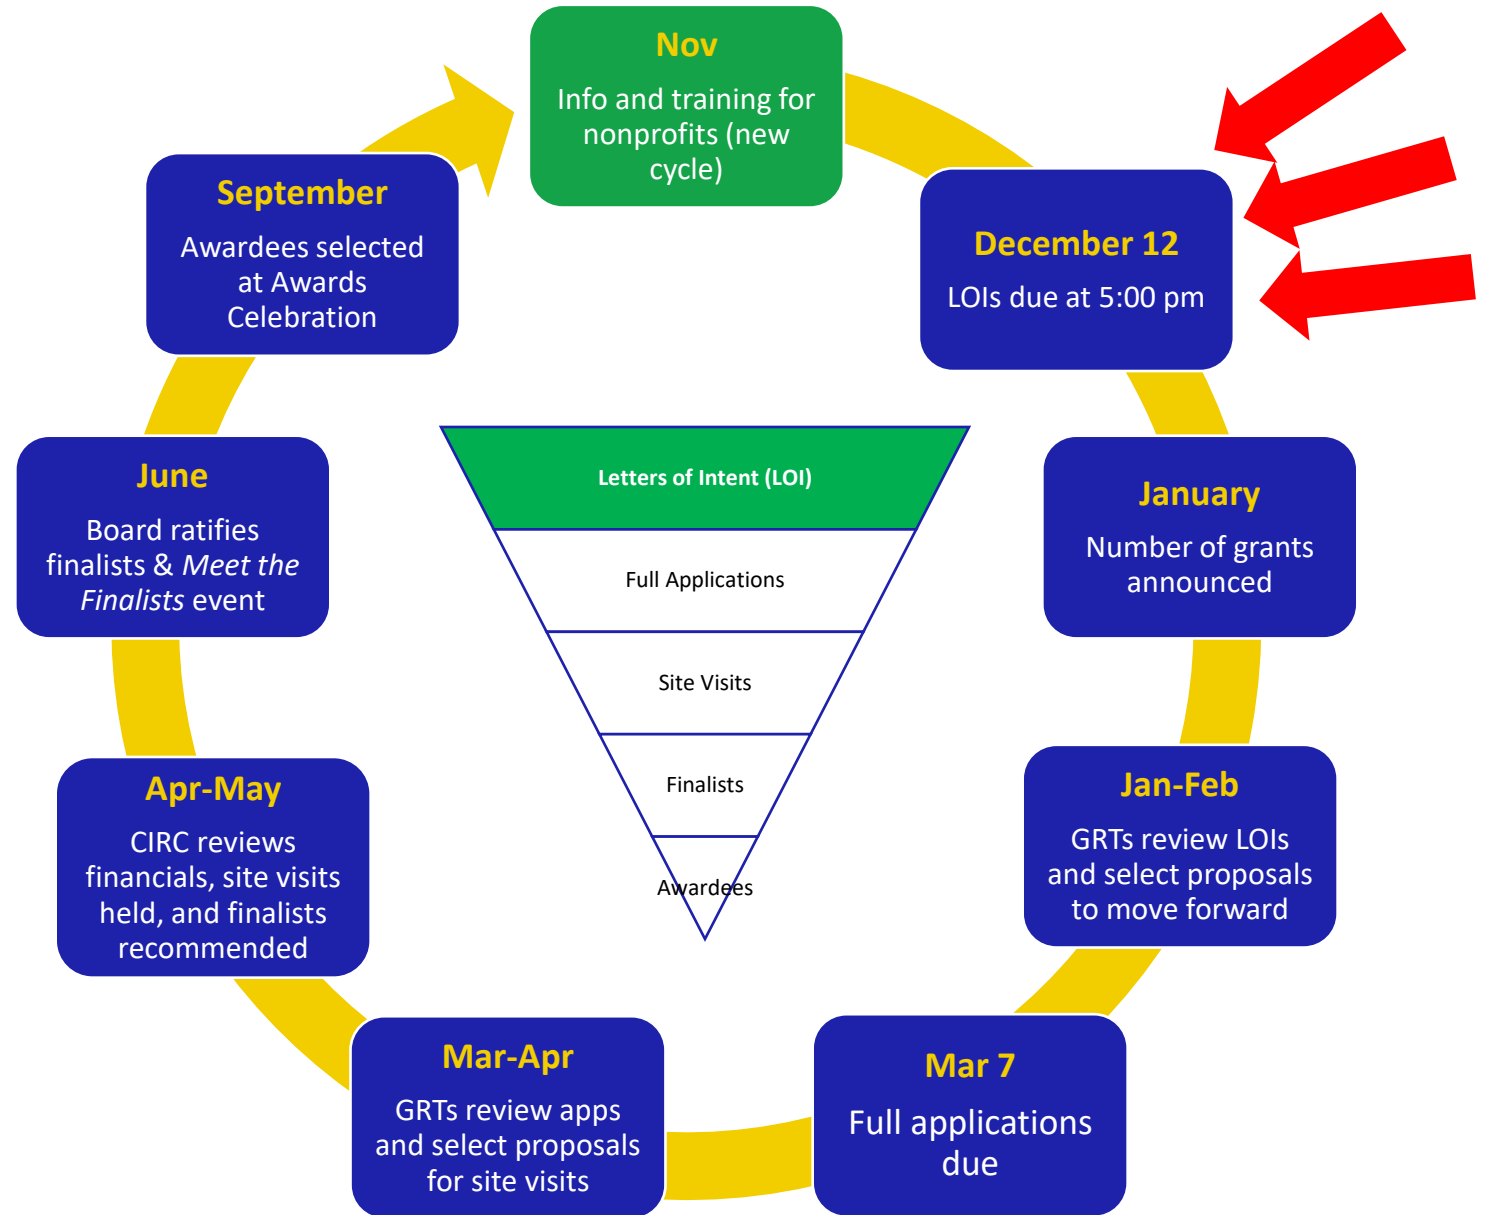 Nov
Info and training for
nonprofits (new
cycle)
December 12
LOIs due at 5:00 pm
January
Number of grants
announced
Jan-Feb
GRTs review LOIs
and select proposals
to move forward
Mar 7
Full applications
due
Mar-Apr
GRTs review apps
and select proposals
for site visits
Apr-May
CIRC reviews
financials, site visits
held, and finalists
recommended
June
Board ratifies
finalists & Meet the
Finalists event
September
Awardees selected
at Awards
Celebration
Letters of Intent (LOI)
Full Applications
Site Visits
Finalists
Awardees